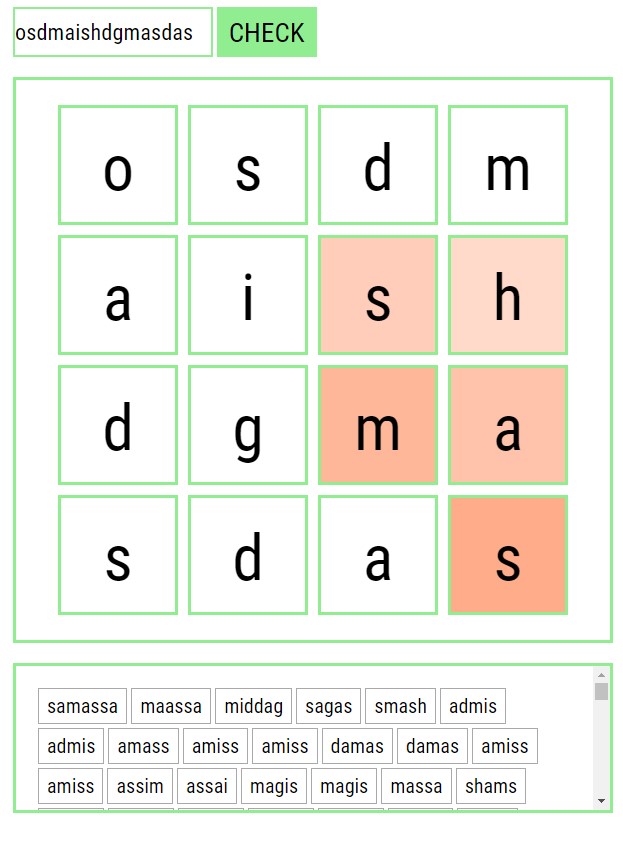 osdmaishdgmasdas CHECK
o s d m
a i s h
d g m a
s d a s
samassa maassa middag sagas smash admis
admis amass amiss amiss damas damas amiss
amiss assim assai magis magis massa shams